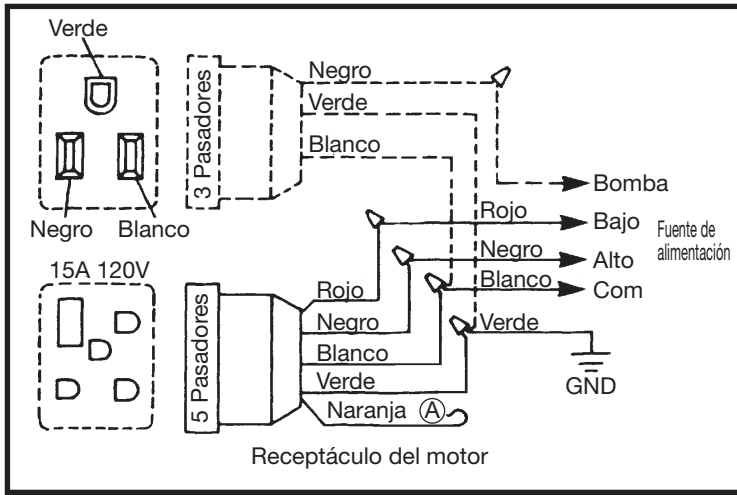 Verde
3 Pasadores
Negro
Verde
Blanco
Negro
Blanco
Bomba
Rojo
Bajo
Negro
Alto
Blanco
Com
Fuente de
alimentación
15A 120V
5 Pasadores
Rojo
Negro
Blanco
Verde
Naranja A
Verde
GND
Receptáculo del motor